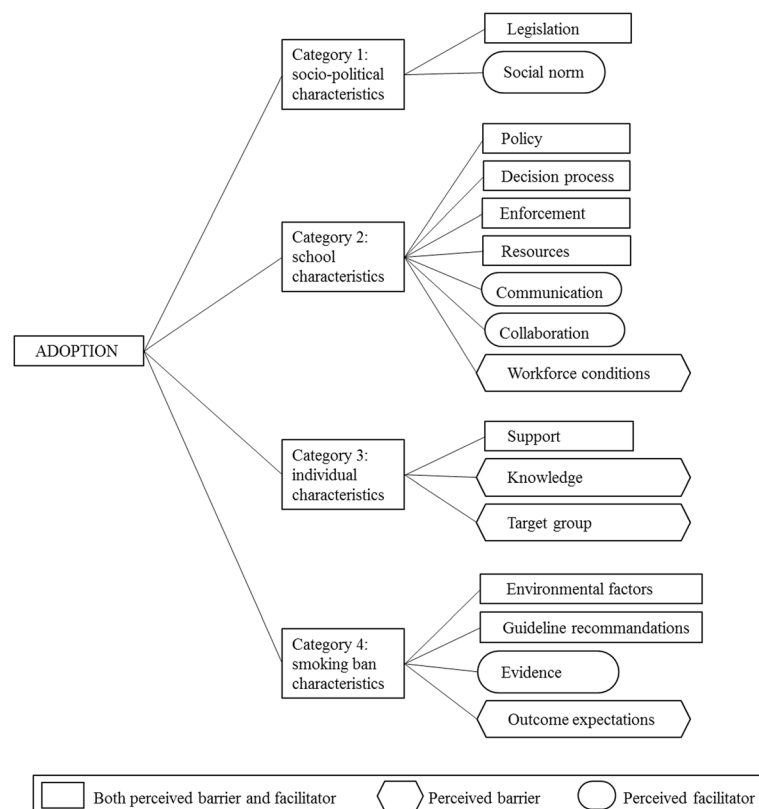 Legislation
Category 1:
socio-political
characteristics
Social norm
Policy
Decision process
Enforcement
Category 2:
school
characteristics
Resources
Communication
Collaboration
Workforce conditions
ADOPTION
Support
Category 3:
individual
characteristics
Knowledge
Target group
Environmental factors
Guideline recommandations
Category 4:
smoking ban
characteristics
Evidence
Outcome expectations
Both perceived barrier and facilitator
Perceived barrier
Perceived facilitator